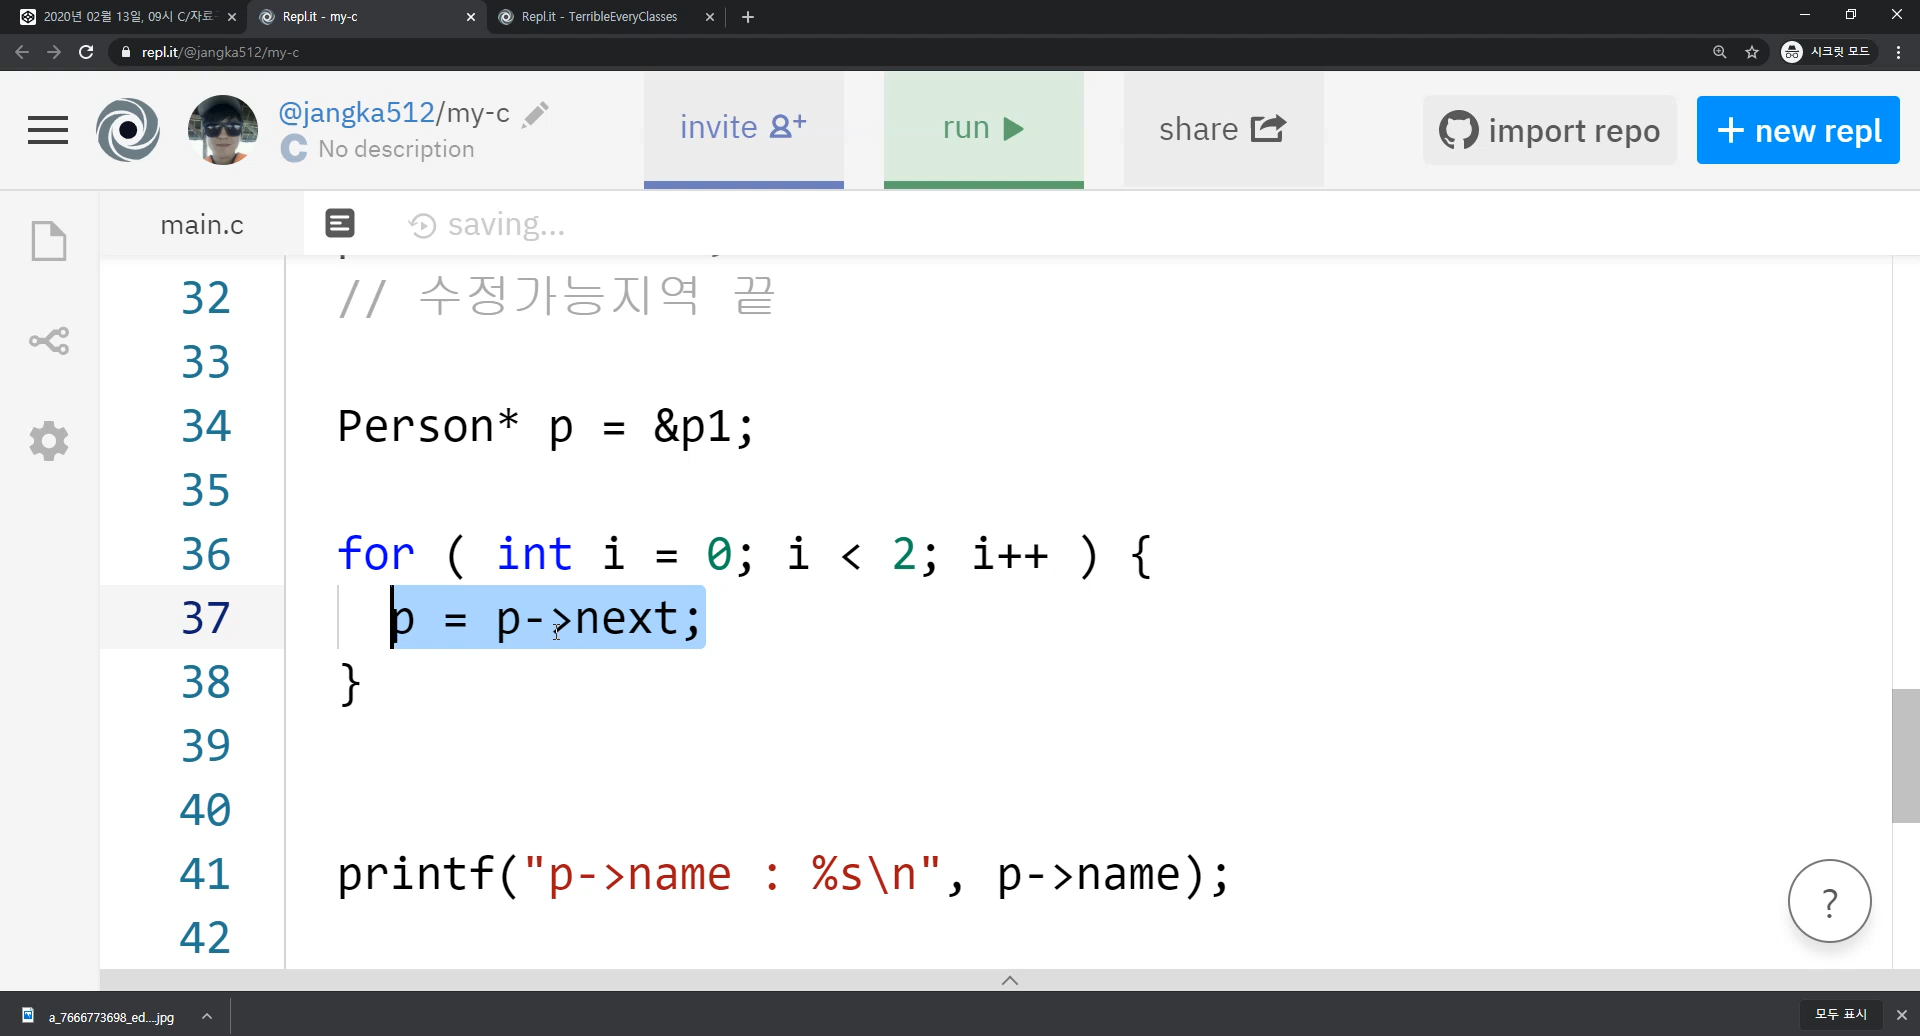 2020년 02월 13일, 09시 C/자료
Repl.it - my-c
Repl.it - TerribleEveryClasses
repl.it/@jangka512/my-c
시크릿 모드
@jangka512/my-c
C No description
invite
run
share
import repo
+ new repl
main.c
saving...
32 // 수정가능지역 끝
33
34 Person* p = &p1;
35
36 for ( int i = 0; i < 2; i++ ) {
37 p = p->next;
38 }
39
40
41 printf("p->name : %s\n", p->name);
42
?
a_7666773698_ed....jpg
모두 표시